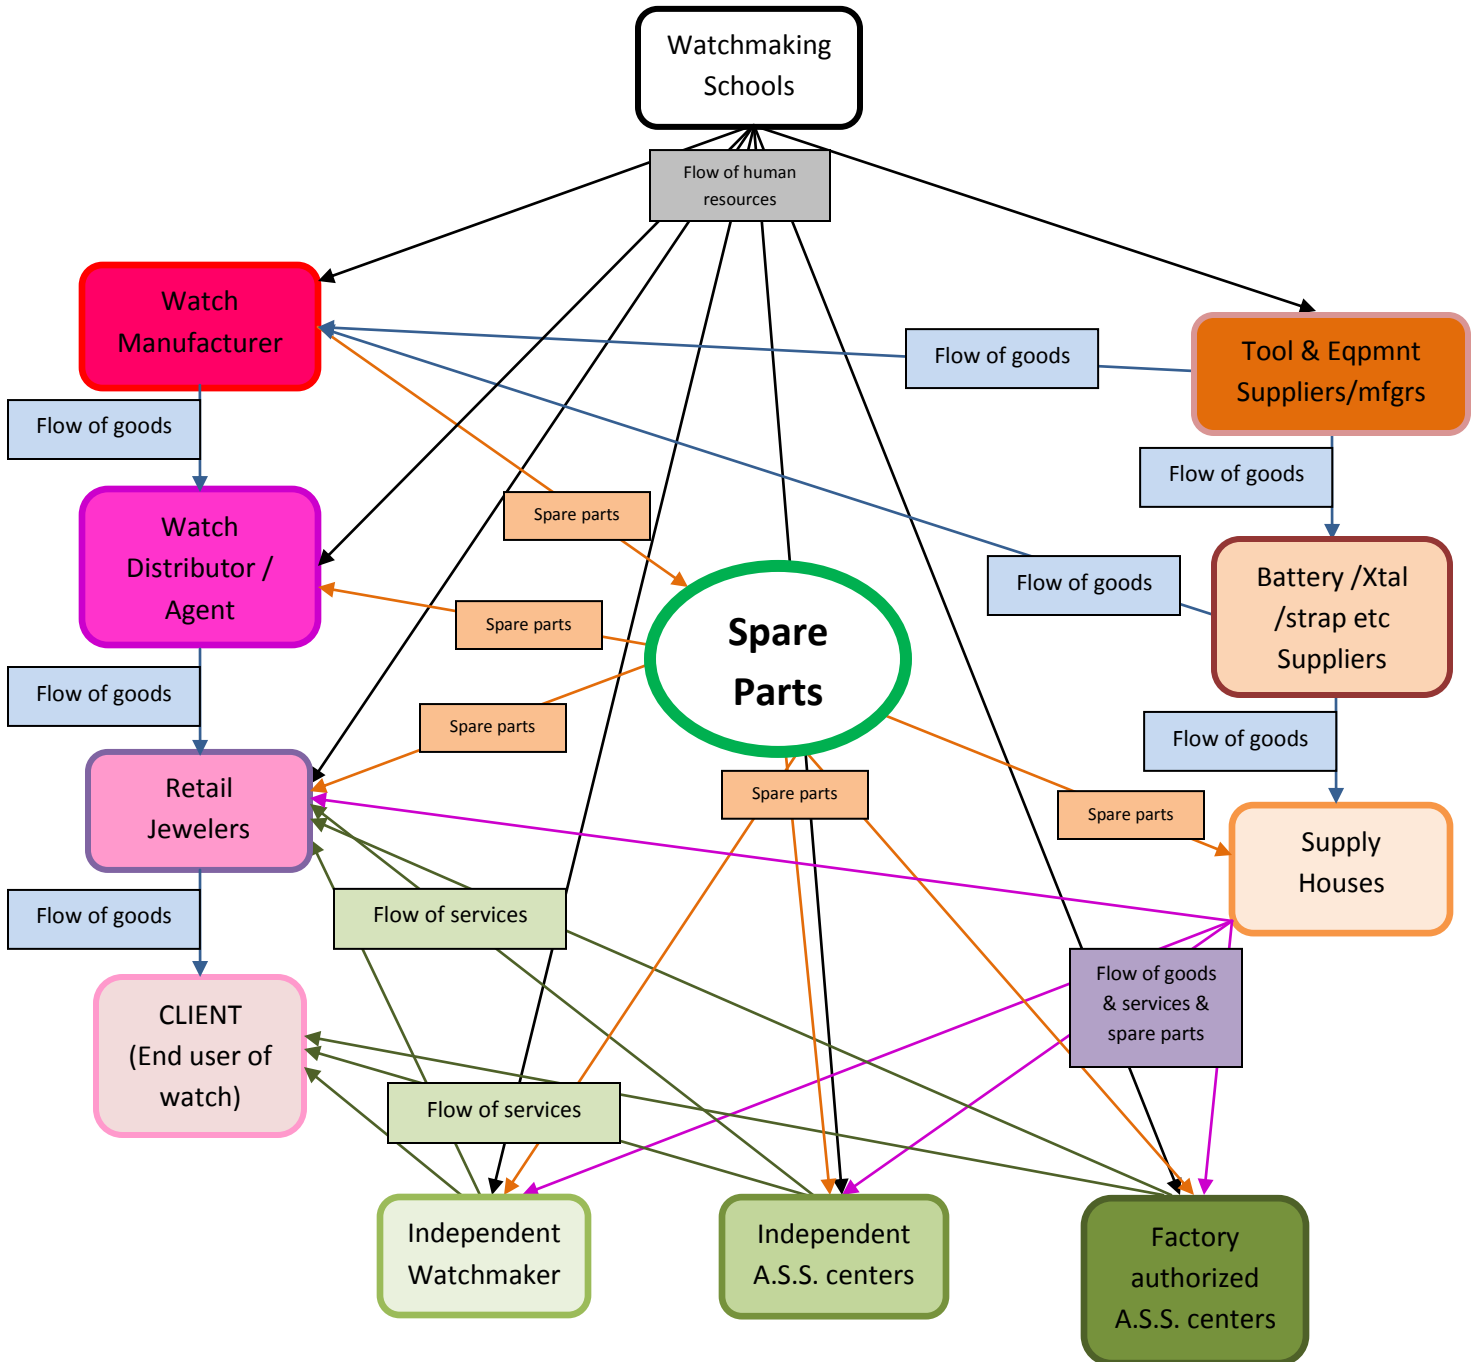 Watchmaking
Schools
Flow of human
resources
Watch
Manufacturer
Flow of goods
Tool & Eqpmnt
Suppliers/mfgrs
Flow of goods
Flow of goods
Spare parts
Watch
Distributor /
Agent
Flow of goods
Battery /Xtal
/strap etc
Suppliers
Spare parts
Spare
Parts
Flow of goods
Spare parts
Flow of goods
Retail
Jewelers
Spare parts
Spare parts
Supply
Houses
Flow of goods
Flow of services
CLIENT
(End user of
watch)
Flow of goods
& services &
spare parts
Flow of services
Independent
Watchmaker
Independent
A.S.S. centers
Factory
authorized
A.S.S. centers